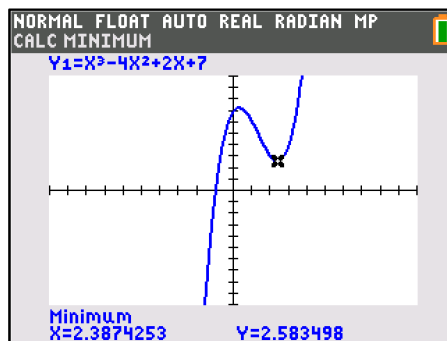 NORMAL FLOAT AUTO REAL RADIAN MP
CALC MINIMUM
Y1=X³-4X²+2X+7
Minimum
X=2.3874253 Y=2.583498